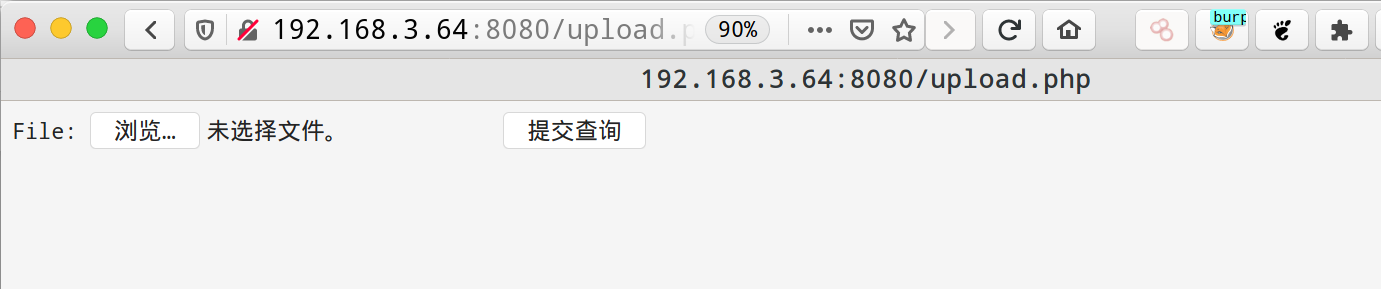 192.168.3.64:8080/upload.p 90% burp
192.168.3.64:8080/upload.php
File: 浏览… 未选择文件。 提交查询